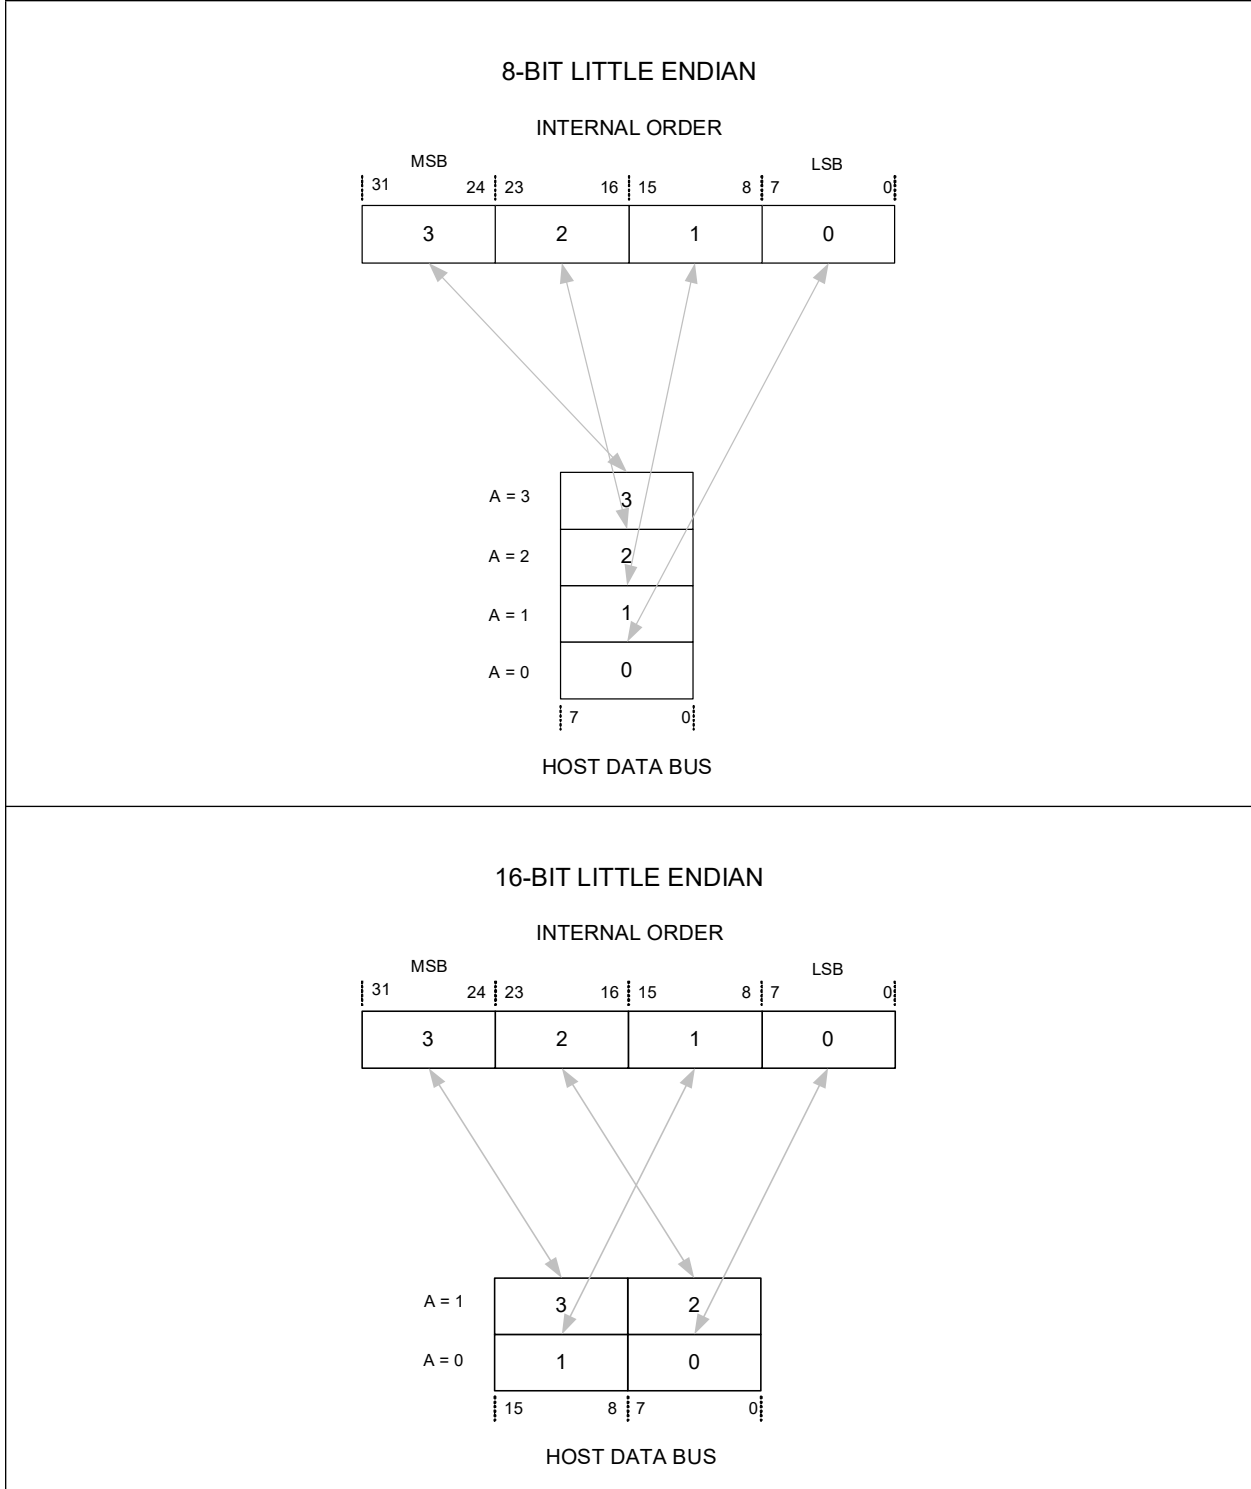 8-BIT LITTLE ENDIAN
INTERNAL ORDER
MSB LSB
31 24 23 16 15 8 7 0
3 2 1 0
A = 3 3
A = 2 2
A = 1 1
A = 0 0
7 0
HOST DATA BUS
16-BIT LITTLE ENDIAN
INTERNAL ORDER
MSB LSB
31 24 23 16 15 8 7 0
3 2 1 0
A = 1 3 2
A = 0 1 0
15 8 7 0
HOST DATA BUS